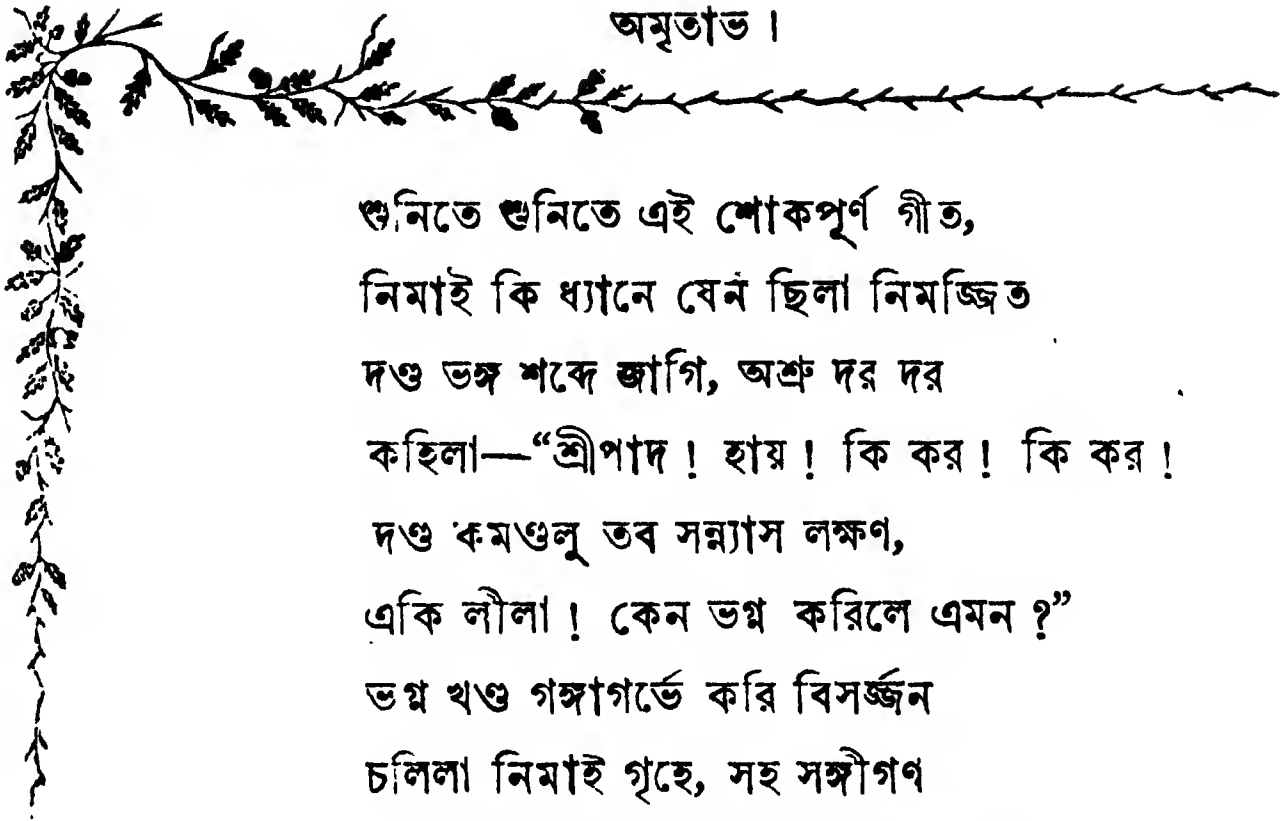 অমৃতাভ।
শুনিতে শুনিতে এই শোকপূর্ণ গীত,
নিমাই কি ধ্যানে যেন ছিলা নিমজ্জিত
দণ্ড ভঙ্গ শব্দে জাগি, অশ্রু দর দর
কহিলা—“শ্রীপাদ! হায়! কি কর! কি কর!
দণ্ড কমণ্ডলু তব সন্ন্যাস লক্ষণ,
একি লীলা! কেন ভগ্ন করিলে এমন?”
ভগ্ন খণ্ড গঙ্গাগর্ভে করি বিসর্জ্জন
চলিলা নিমাই গৃহে, সহ সঙ্গীগণ